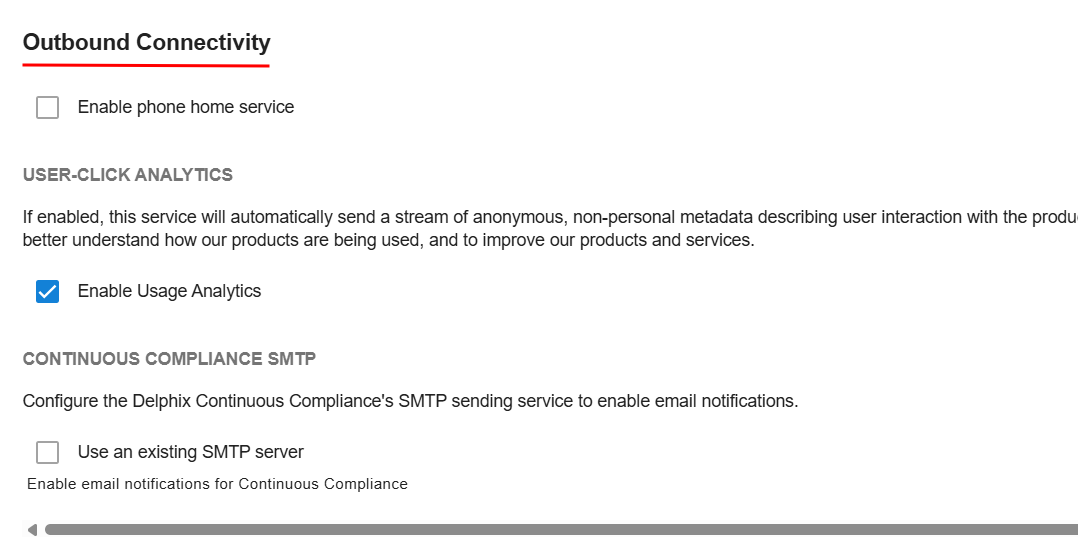 Outbound Connectivity
Enable phone home service
USER-CLICK ANALYTICS
If enabled, this service will automatically send a stream of anonymous, non-personal metadata describing user interaction with the produ
better understand how our products are being used, and to improve our products and services.
Enable Usage Analytics
CONTINUOUS COMPLIANCE SMTP
Configure the Delphix Continuous Compliance's SMTP sending service to enable email notifications.
Use an existing SMTP server
Enable email notifications for Continuous Compliance